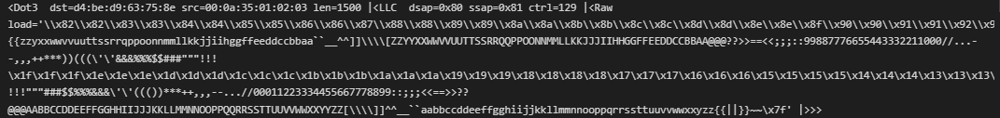 <Dot3  dst=d4:be:d9:63:75:8e src=00:0a:35:01:02:03 len=1500 |<LLC  dsap=0x80 ssap=0x81 ctrl=129 |<Raw
load='\x82\x82\x83\x83\x84\x84\x85\x85\x86\x86\x87\x87\x88\x88\x89\x89\x8a\x8a\x8b\x8b\x8c\x8c\x8d\x8d\x8e\x8e\x8f\x90\x90\x91\x91\x92\x9
{{zzyxxwwvvuuttssrrqppoonnmmllkkjjiihggffeeddccbbaa``__^^]]\\\\[ZZYYXXWWVVUUTTSSRRQQPPOONNMMLLKKJJJIIHHGGFFEEDDCCBBAA@@@??>>==<<;;;::99887776655443332211000//...-
-,,,++***))(((\'\'&&&%%%$$###"""!!!
\x1f\x1f\x1f\x1e\x1e\x1e\x1d\x1d\x1d\x1c\x1c\x1c\x1b\x1b\x1b\x1a\x1a\x1a\x19\x19\x19\x18\x18\x18\x18\x17\x17\x17\x16\x16\x16\x15\x15\x15\x15\x14\x14\x14\x13\x13\x13\
!!!"""###$$%%%&&&\'\'((())***++,,,--...//00011223334455667778899::;;;<<==>>??
@@@AABBCCDDEEFFGGHHIIJJJKKLLMMNNOOPPQQRRSSTTUUVVWWXXYYZZ[\\\\]]^^__``aabbccddeeffgghiijjkkllmmnnooppqrrssttuuvvwwxxyzz{{||}}~~\x7f' |>>>